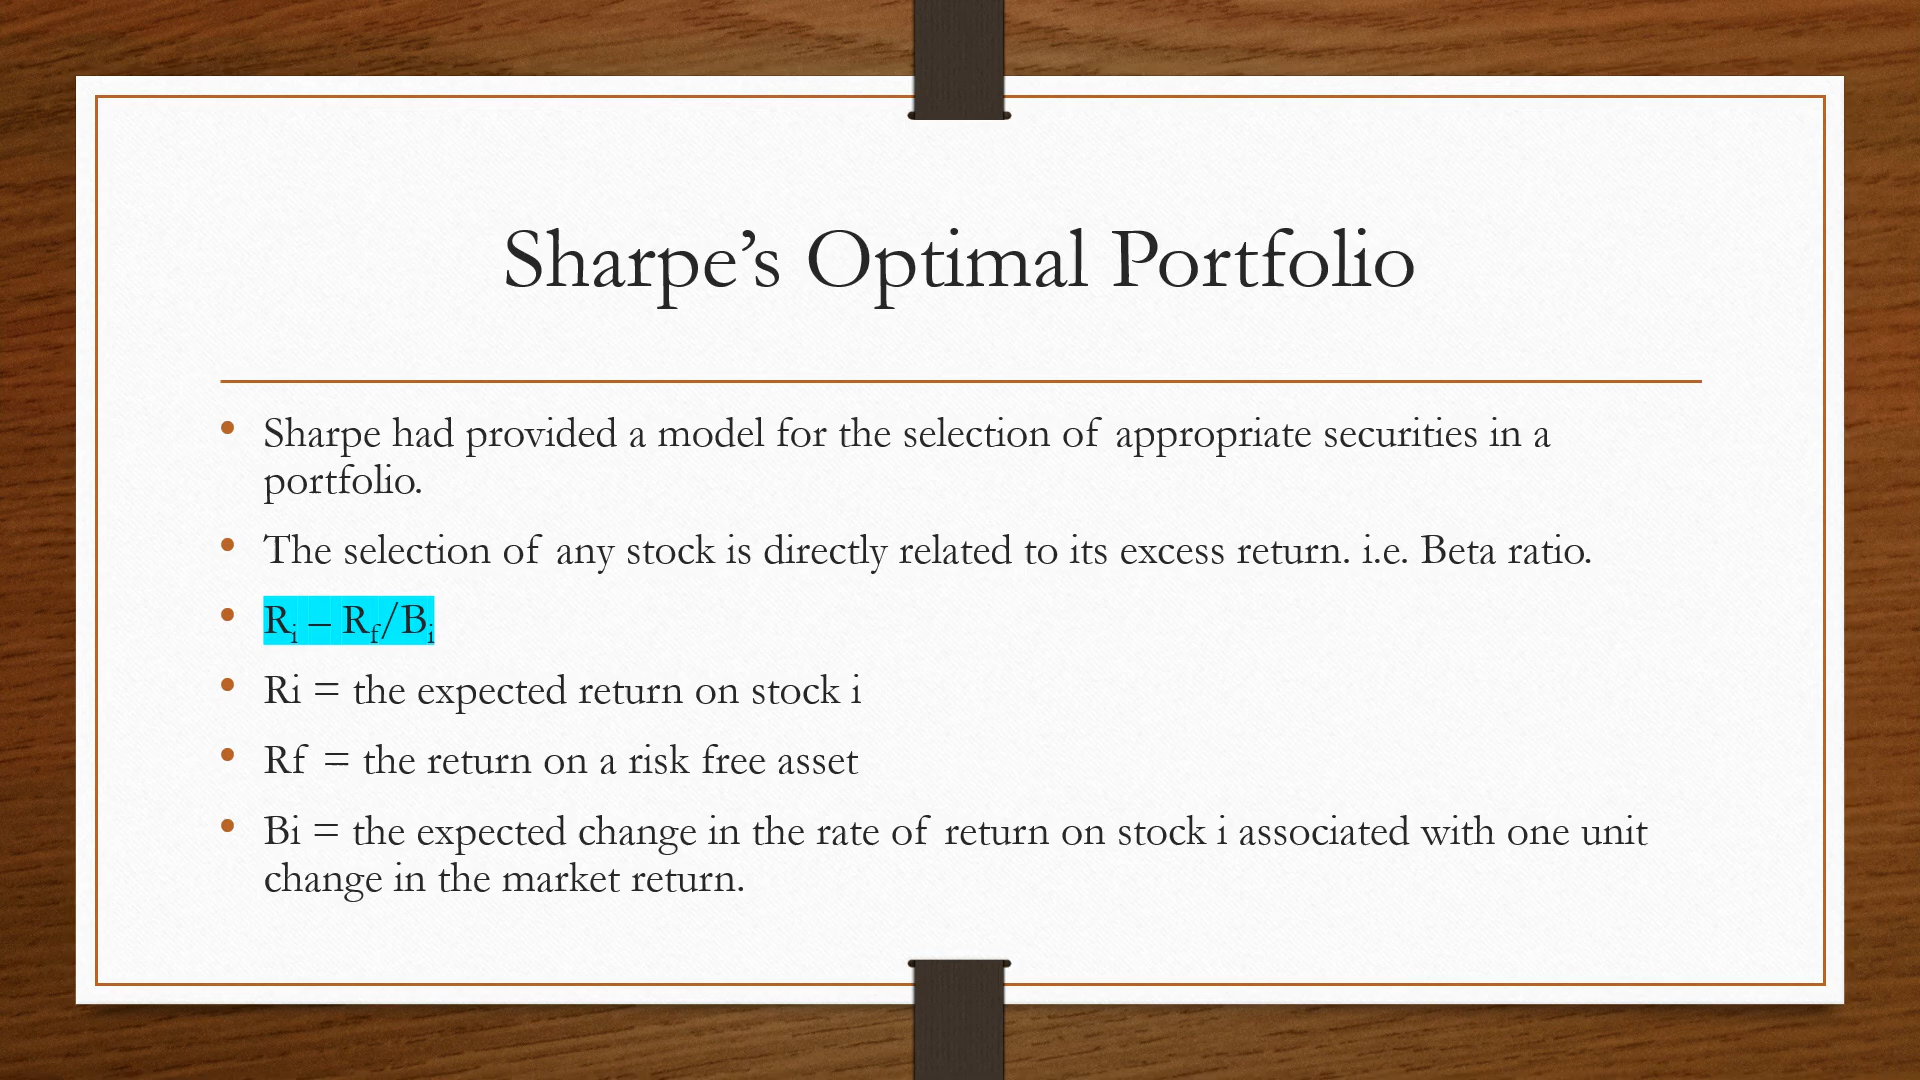 Sharpe’s Optimal Portfolio
• Sharpe had provided a model for the selection of appropriate securities in a
portfolio.
• The selection of any stock is directly related to its excess return. i.e. Beta ratio.
• Ri – Rf/Bi
• Ri = the expected return on stock i
• Rf = the return on a risk free asset
• Bi = the expected change in the rate of return on stock i associated with one unit
change in the market return.